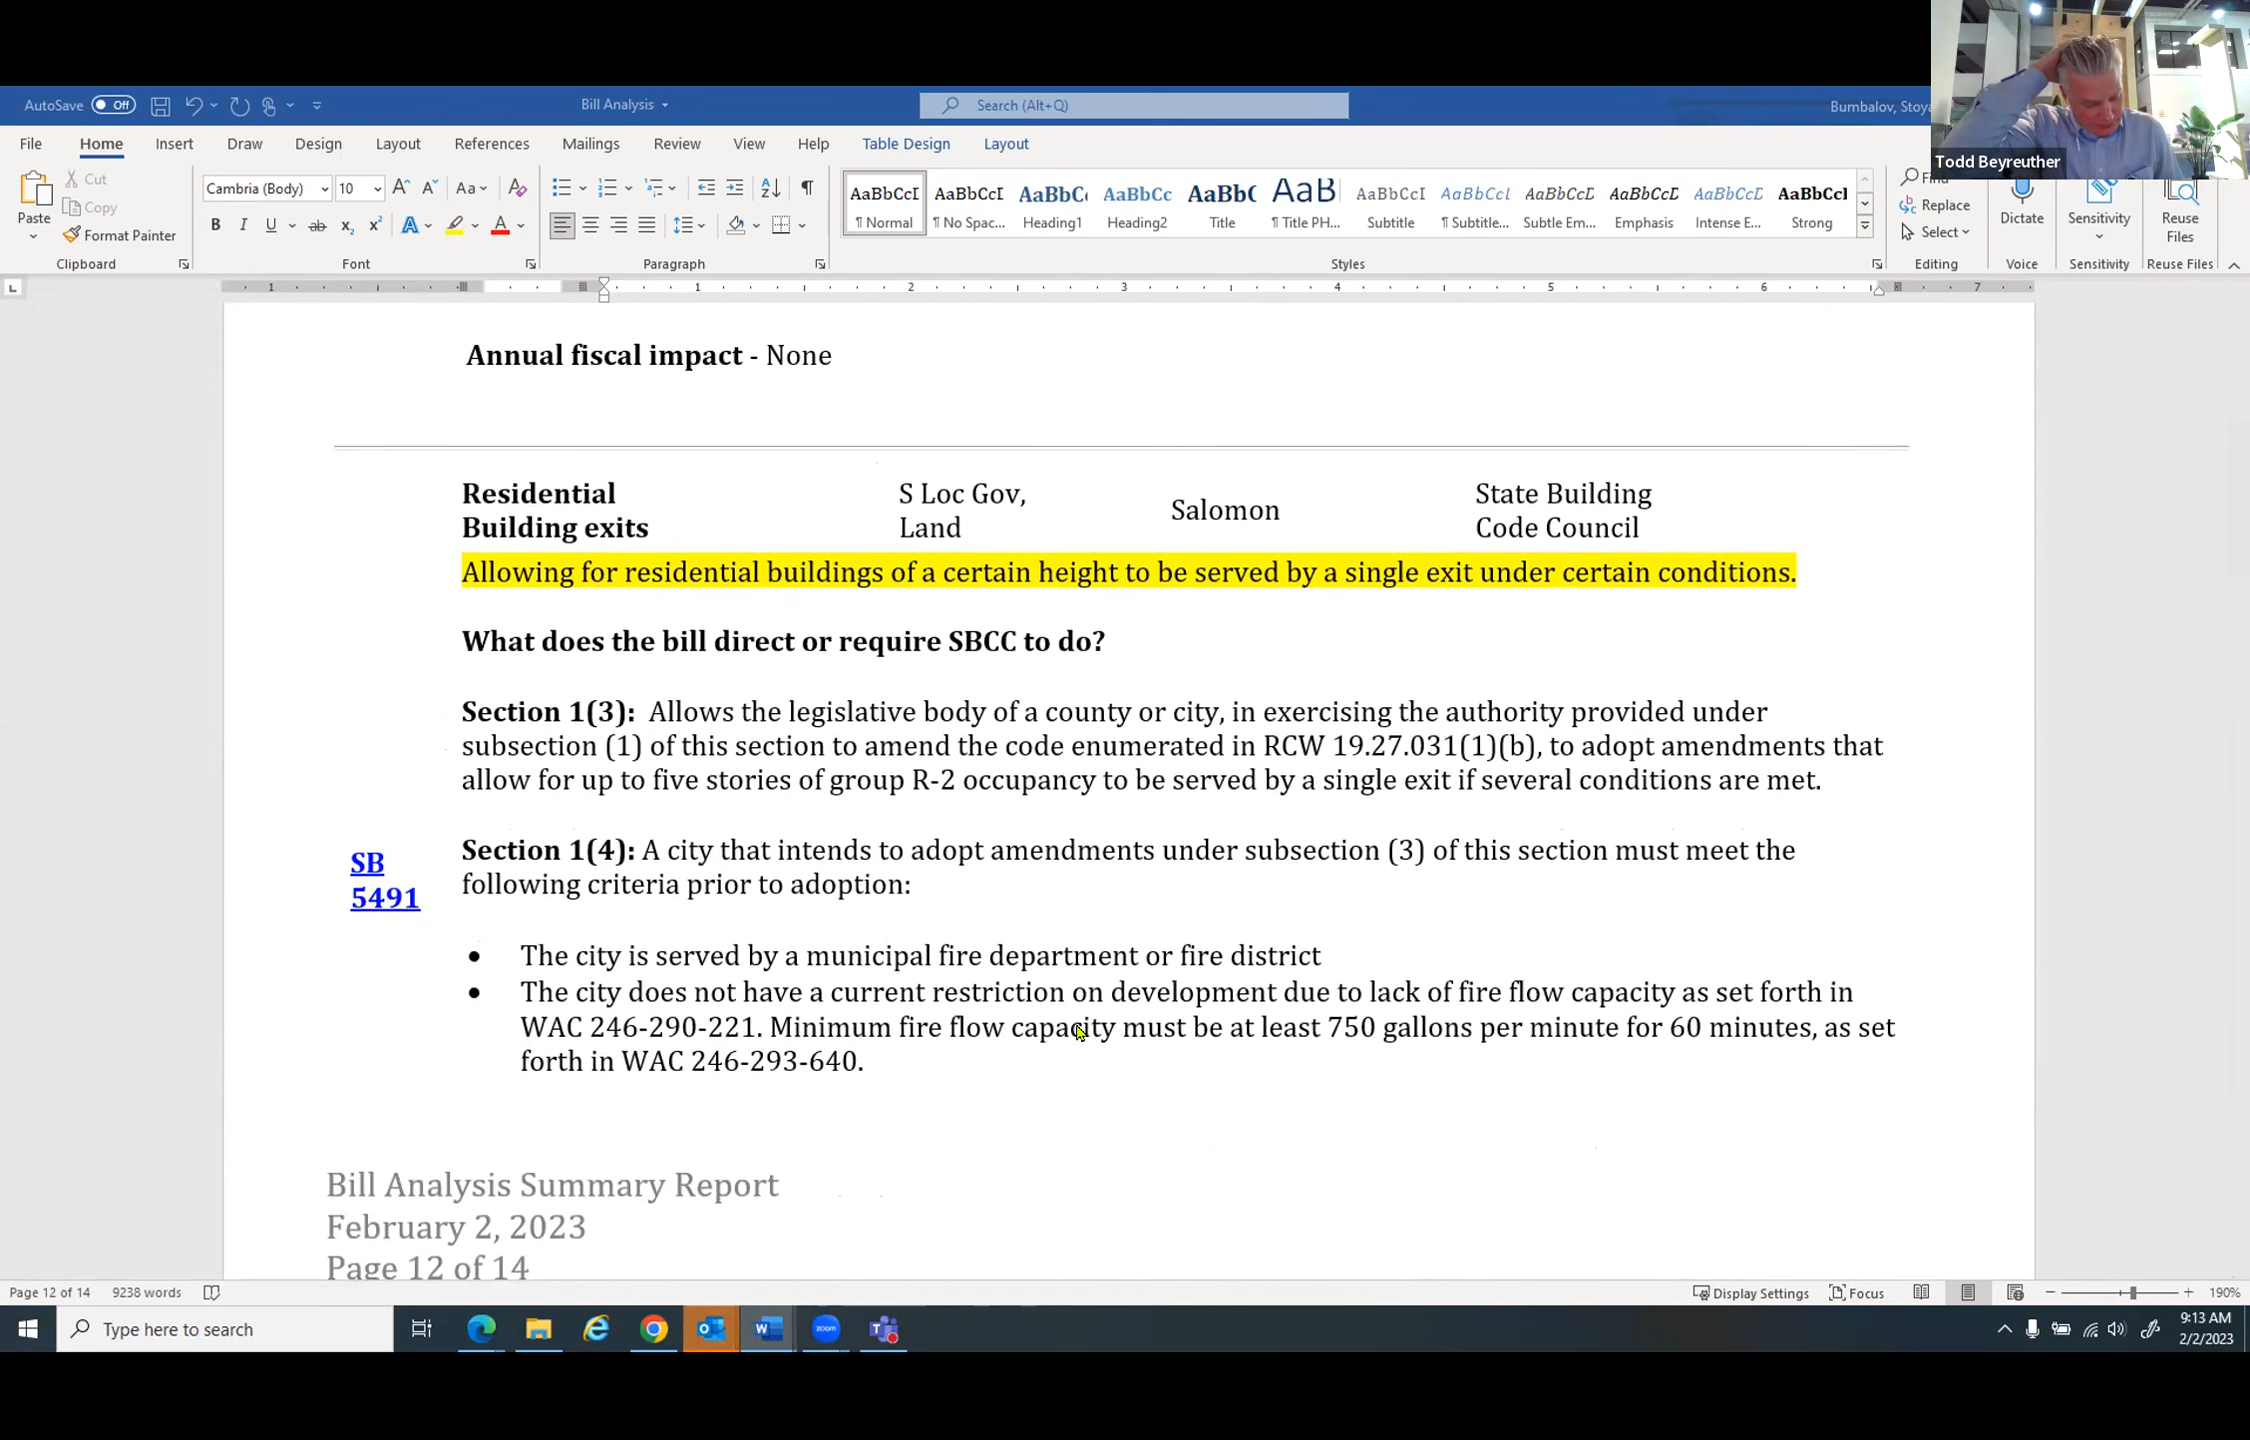 AutoSave Off
Bill Analysis
Search (Alt+Q)
Bumbalov, Stoya
File Home Insert Draw Design Layout References Mailings Review View Help Table Design Layout
Todd Beyreuther
Paste
Cut
Copy
Format Painter
Clipboard
Cambria (Body) 10
Font
Paragraph
AaBbCcI AaBbCcI AaBbC AaBbCc AaBb( AaB AaBbCcI AaBbCcI AaBbCcD AaBbCcD AaBbCcI AaBbCcI
¶ Normal ¶ No Spac... Heading1 Heading2 Title ¶ Title PH... Subtitle ¶ Subtitle... Subtle Em... Emphasis Intense E... Strong
Styles
Find
Replace
Select
Editing
Dictate
Voice
Sensitivity
Sensitivity
Reuse Files
Reuse Files
1 1 2 3 4 5 6 7
Annual fiscal impact - None
Residential Building exits
S Loc Gov, Land
Salomon
State Building Code Council
Allowing for residential buildings of a certain height to be served by a single exit under certain conditions.
What does the bill direct or require SBCC to do?
Section 1(3): Allows the legislative body of a county or city, in exercising the authority provided under
subsection (1) of this section to amend the code enumerated in RCW 19.27.031(1)(b), to adopt amendments that
allow for up to five stories of group R-2 occupancy to be served by a single exit if several conditions are met.
SB
5491
Section 1(4): A city that intends to adopt amendments under subsection (3) of this section must meet the
following criteria prior to adoption:
• The city is served by a municipal fire department or fire district
• The city does not have a current restriction on development due to lack of fire flow capacity as set forth in
WAC 246-290-221. Minimum fire flow capacity must be at least 750 gallons per minute for 60 minutes, as set
forth in WAC 246-293-640.
Bill Analysis Summary Report
February 2, 2023
Page 12 of 14
Page 12 of 14 9238 words
Display Settings Focus 190%
Type here to search
zoom
9:13 AM
2/2/2023